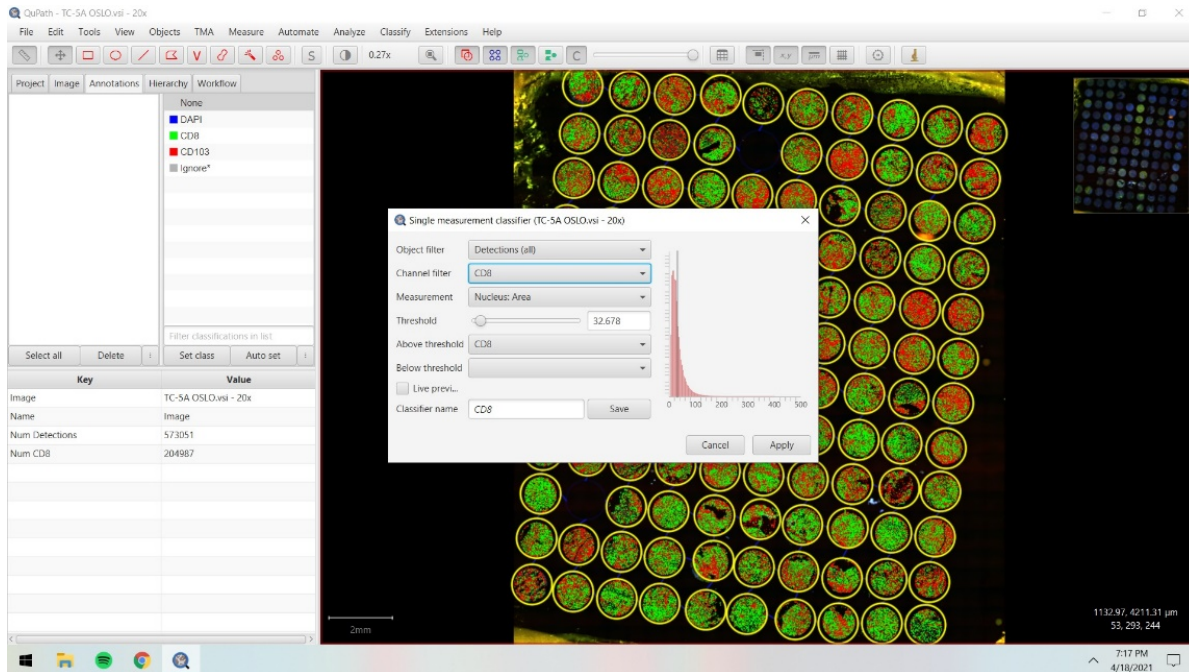 QuPath - TC-5A OSLO.vsi - 20x
File Edit Tools View Objects TMA Measure Automate Analyze Classify Extensions Help
S 0.27x C x,y μm
Project Image Annotations Hierarchy Workflow
None
DAPI
CD8
CD103
Ignore*
Filter classifications in list
Select all Delete Set class Auto set
Key Value
Image TC-5A OSLO.vsi - 20x
Name Image
Num Detections 573051
Num CD8 204987
Single measurement classifier (TC-5A OSLO.vsi - 20x)
Object filter Detections (all)
Channel filter CD8
Measurement Nucleus: Area
Threshold 32.678
Above threshold CD8
Below threshold
Live previ...
Classifier name CD8 Save
0 100 200 300 400 500
Cancel Apply
2mm
1132.97, 4211.31 μm
53, 293, 244
7:17 PM
4/18/2021